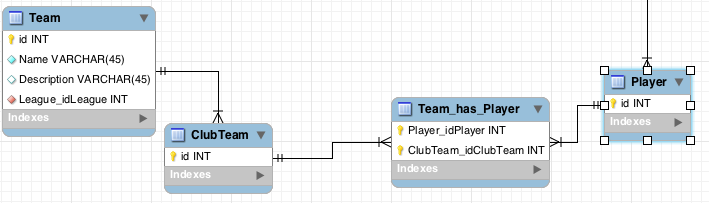 Team
id INT
Name VARCHAR(45)
Description VARCHAR(45)
League_idLeague INT
Indexes
ClubTeam
id INT
Indexes
Team_has_Player
Player_idPlayer INT
ClubTeam_idClubTeam INT
Indexes
Player
id INT
Indexes